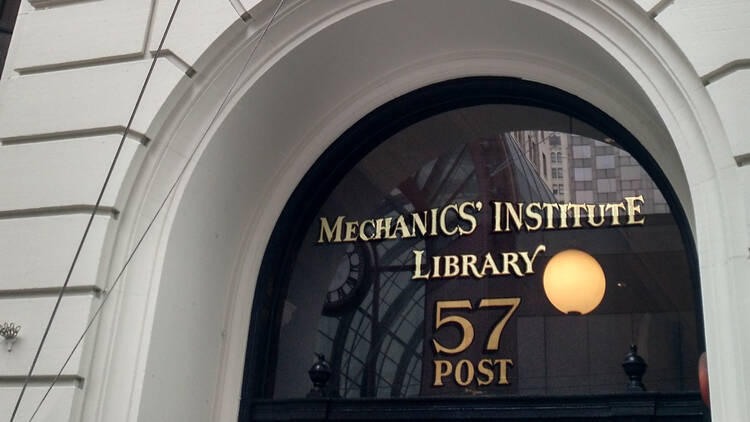 MECHANICS' INSTITUTE
LIBRARY
57
POST